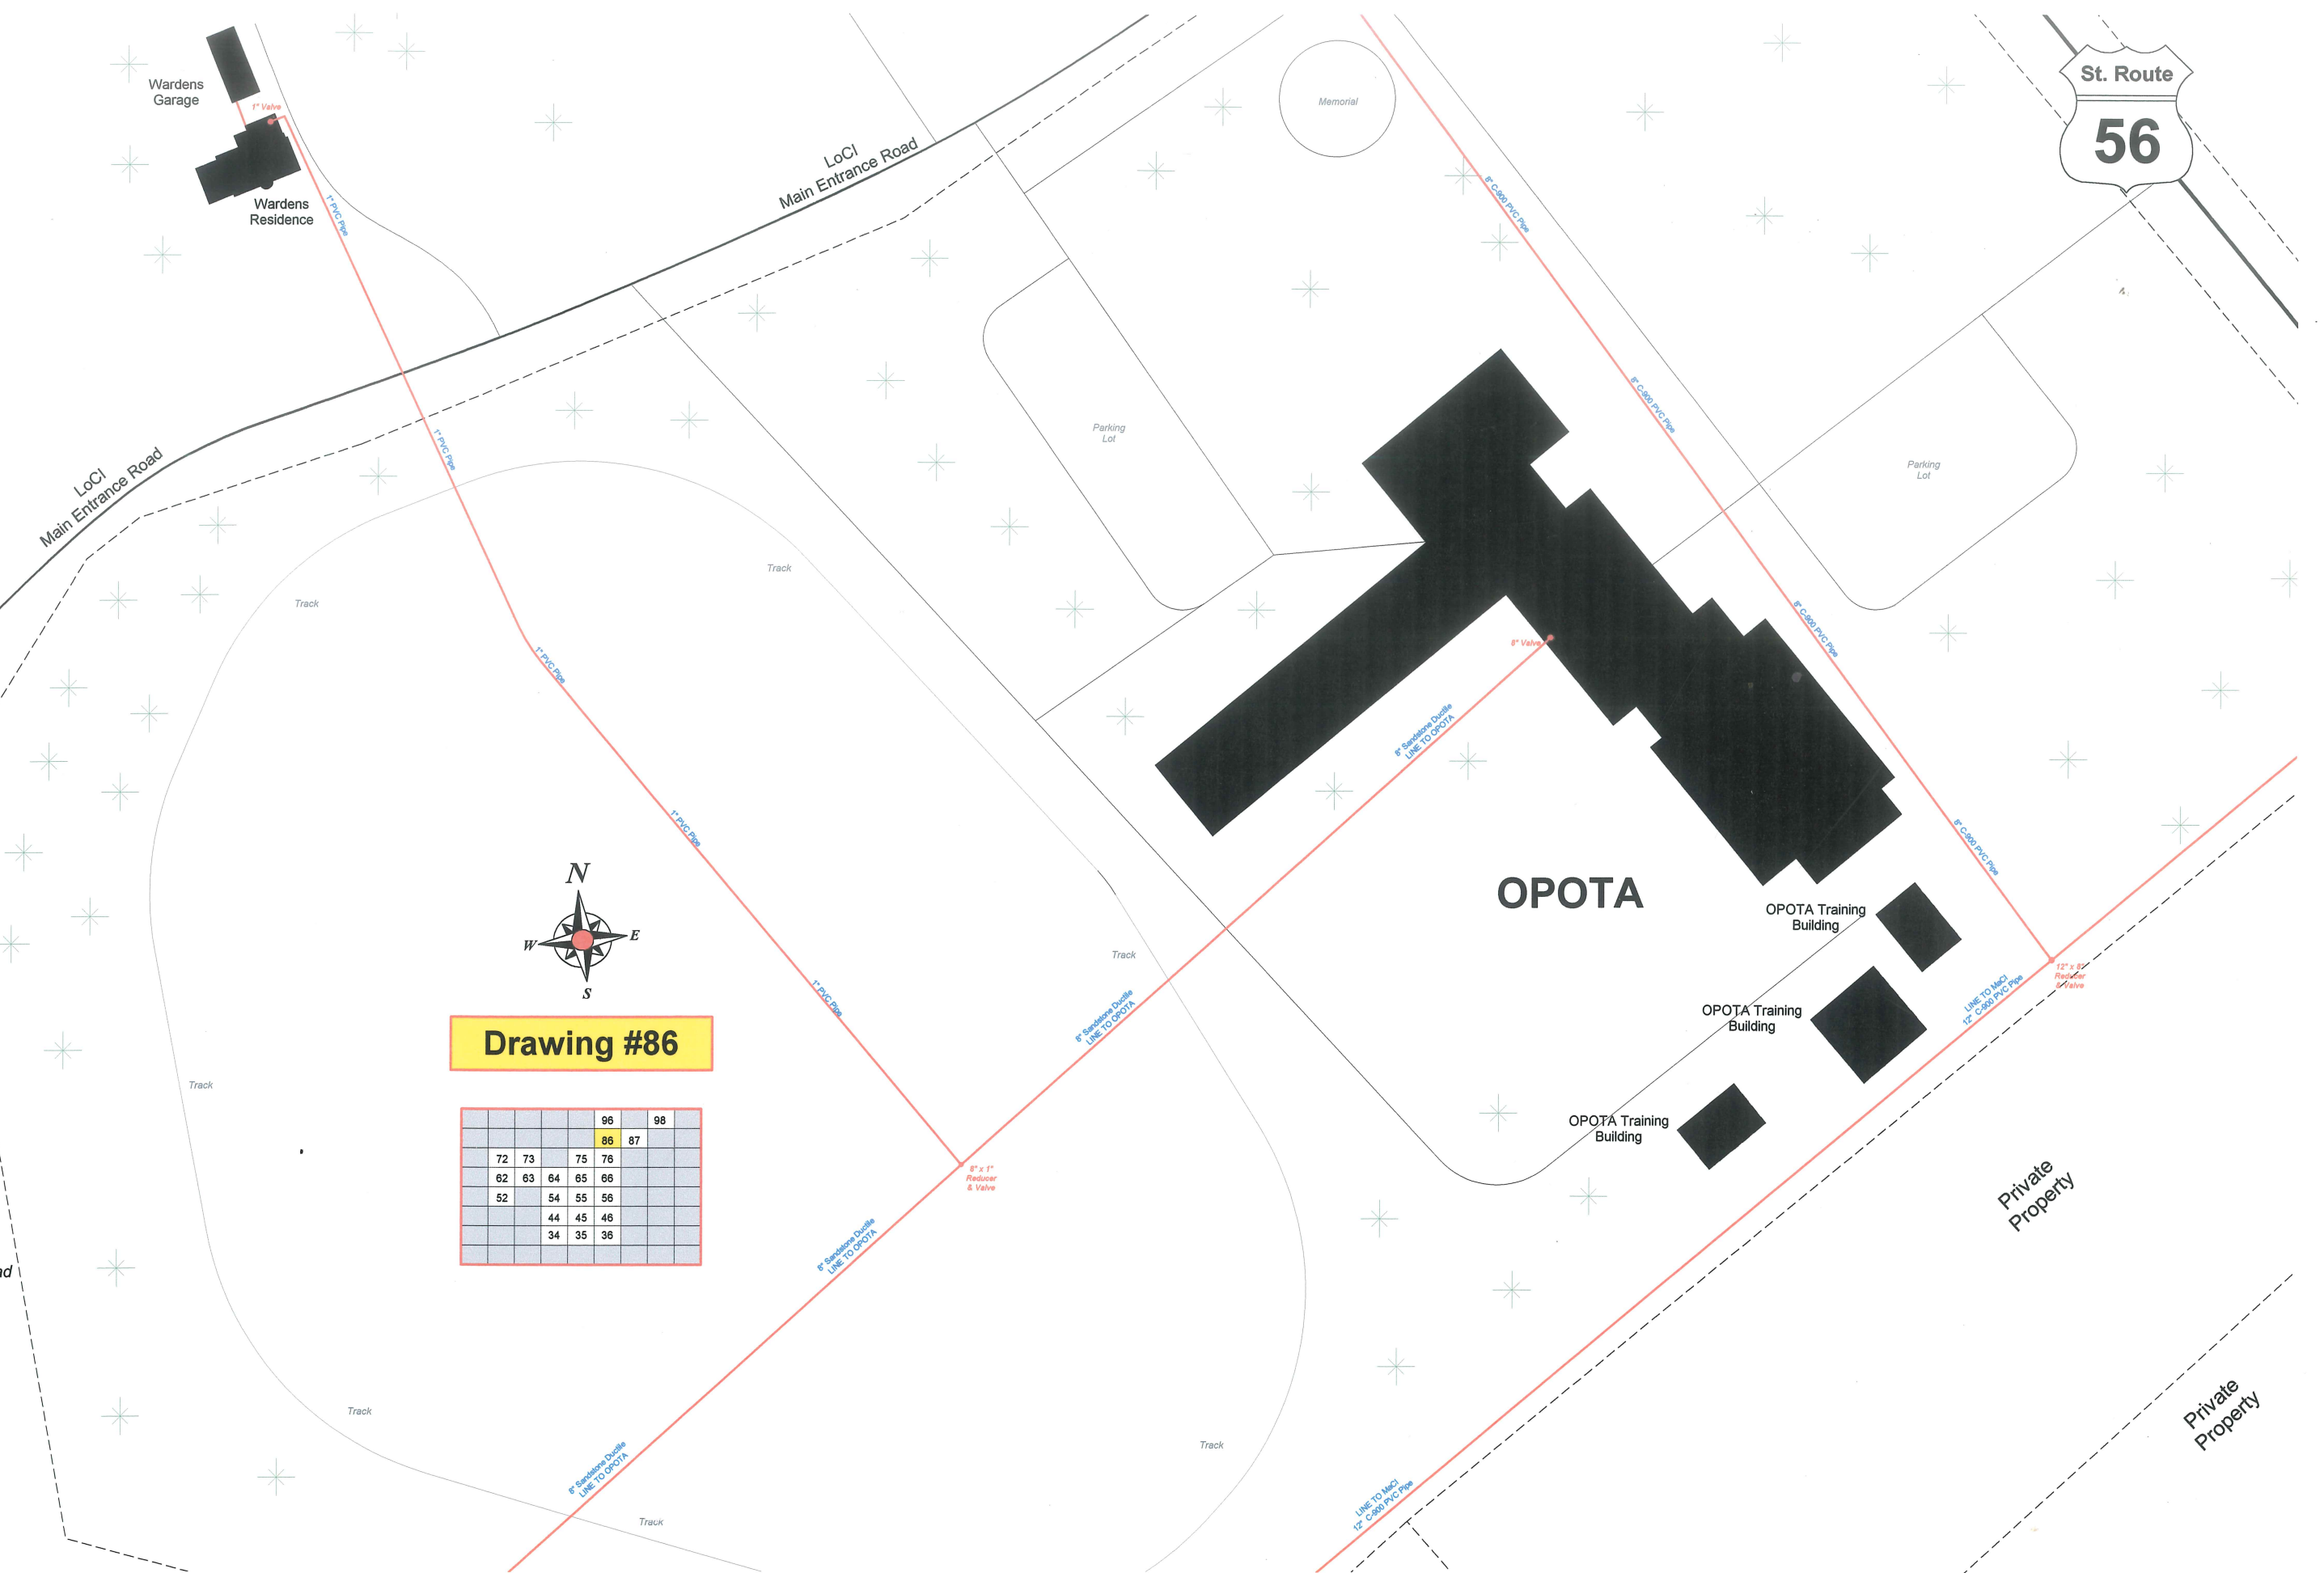 St. Route
56
Wardens
Garage
1" Valve
Wardens
Residence
1" PVC Pipe
LoCI
Main Entrance Road
Memorial
8" C-900 PVC Pipe
8" C-900 PVC Pipe
1" PVC Pipe
Parking
Lot
Parking
Lot
LoCI
Main Entrance Road
Track
Track
1" PVC Pipe
8" Valve
8" C-900 PVC Pipe
8" Sandstone Ductile
LINE TO OPOTA
1" PVC Pipe
8" C-900 PVC Pipe
N
W
E
S
OPOTA
OPOTA Training
Building
Track
1" PVC Pipe
8" Sandstone Ductile
LINE TO OPOTA
12" x 8"
Reducer
& Valve
LINE TO MaCI
12" C-900 PVC Pipe
OPOTA Training
Building
Drawing #86
Track
96 98
86 87
72 73 75 76
62 63 64 65 66
52 54 55 56
44 45 46
34 35 36
8" x 1"
Reducer
& Valve
OPOTA Training
Building
Private
Property
8" Sandstone Ductile
LINE TO OPOTA
ad
Track
Private
Property
Track
8" Sandstone Ductile
LINE TO OPOTA
LINE TO MaCI
12" C-900 PVC Pipe
Track